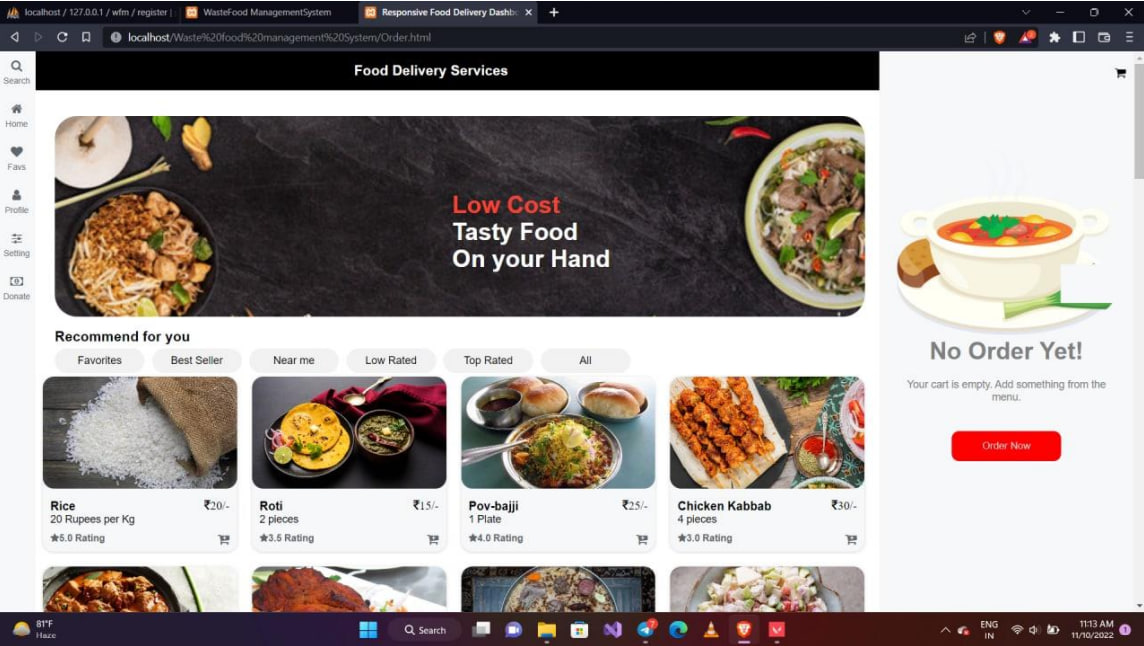 localhost / 127.0.0.1 / wfm / register |
WasteFood ManagementSystem
Responsive Food Delivery Dashbo
localhost/Waste%20food%20management%20System/Order.html
Search
Home
Favs
Profile
Setting
Donate
Food Delivery Services
Low Cost
Tasty Food
On your Hand
Recommend for you
Favorites Best Seller Near me Low Rated Top Rated All
Rice ₹20/-
20 Rupees per Kg
★5.0 Rating
Roti ₹15/-
2 pieces
★3.5 Rating
Pov-bajji ₹25/-
1 Plate
★4.0 Rating
Chicken Kabbab ₹30/-
4 pieces
★3.0 Rating
No Order Yet!
Your cart is empty. Add something from the
menu.
Order Now
81°F
Haze
Search
ENG
IN
11:13 AM
11/10/2022
1